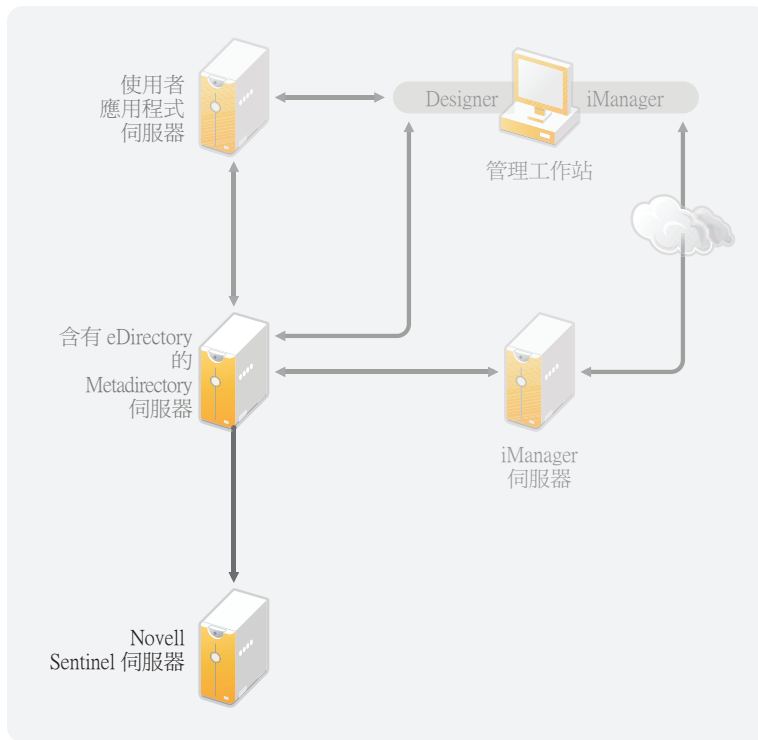 使用者
應用程式
伺服器
Designer
iManager
管理工作站
含有 eDirectory
的
Metadirectory
伺服器
iManager
伺服器
Novell
Sentinel 伺服器